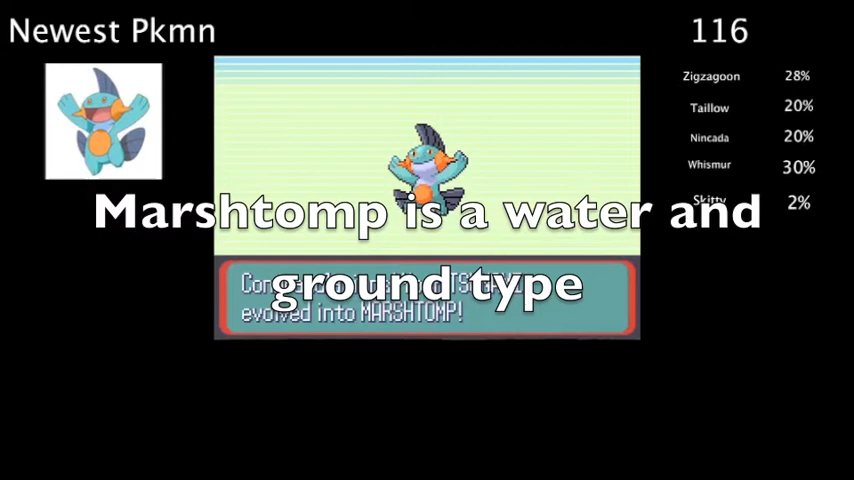 Newest Pkmn
116
Zigzagoon 28%
Taillow 20%
Nincada 20%
Whismur 30%
Skitty 2%
Marshtomp is a water and
ground type
evolved into MARSHTOMP!